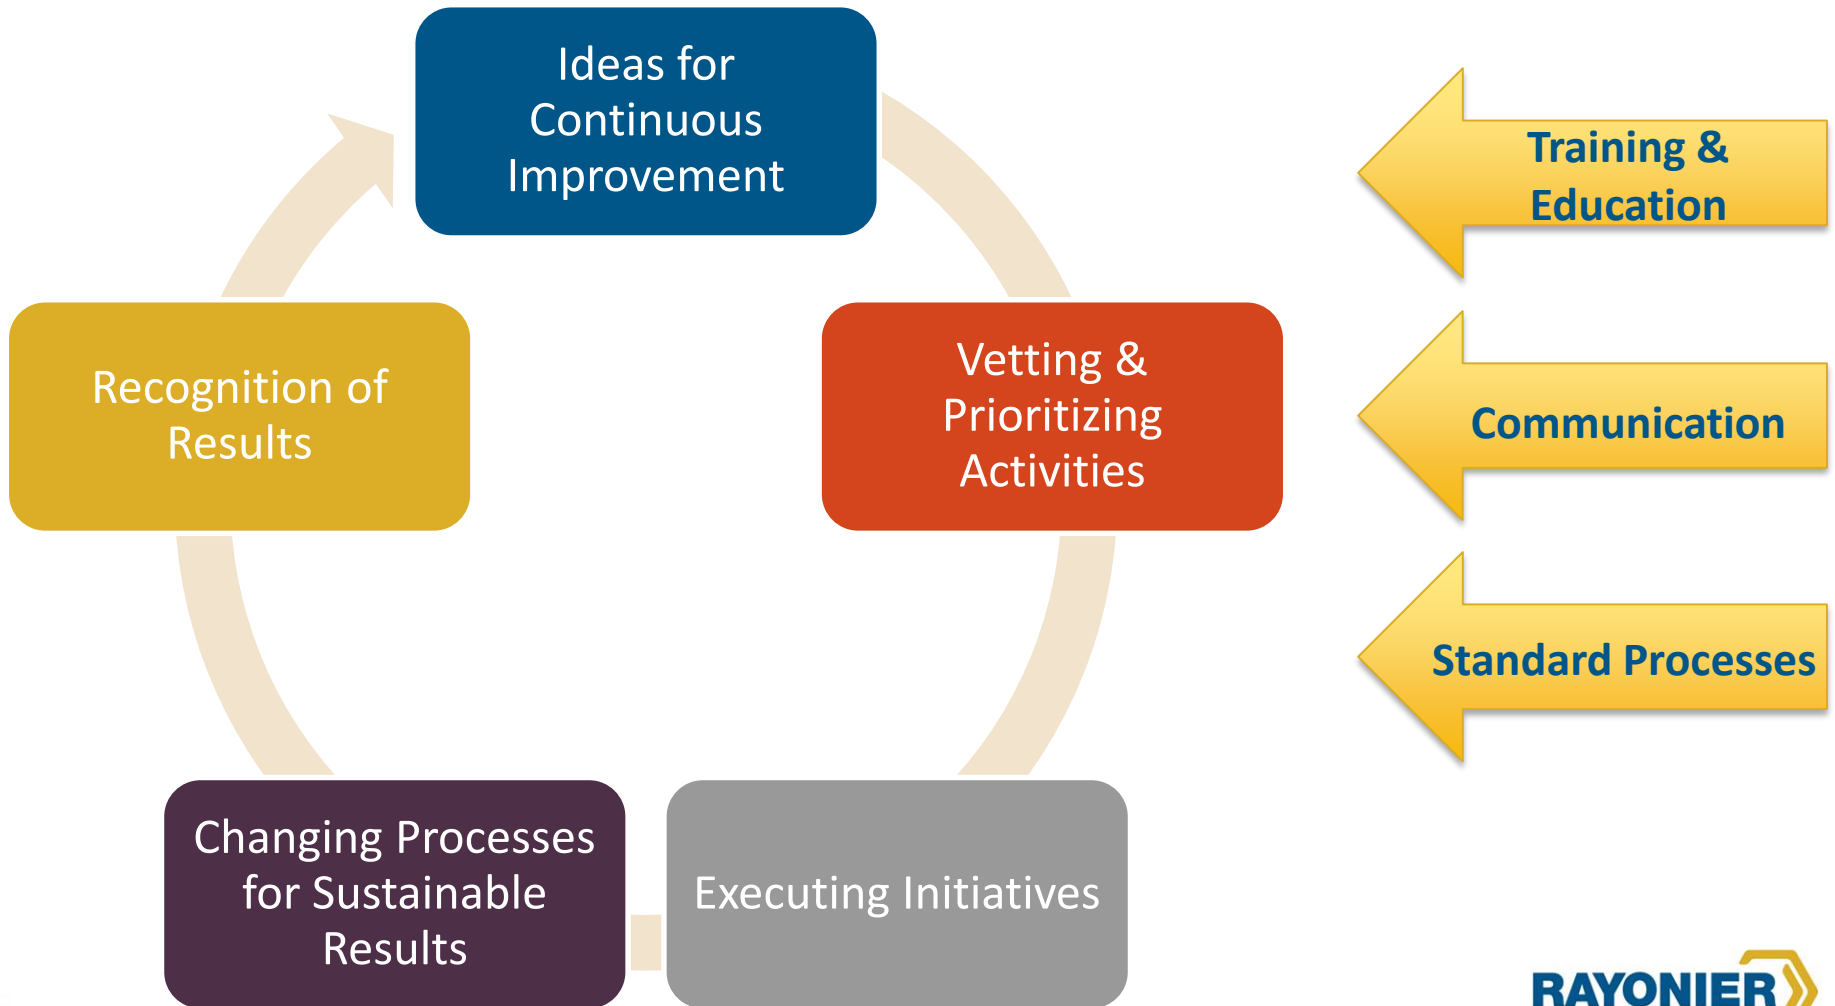 Ideas for
Continuous
Improvement
Vetting &
Prioritizing
Activities
Executing Initiatives
Changing Processes
for Sustainable
Results
Recognition of
Results
Training &
Education
Communication
Standard Processes
RAYONIER